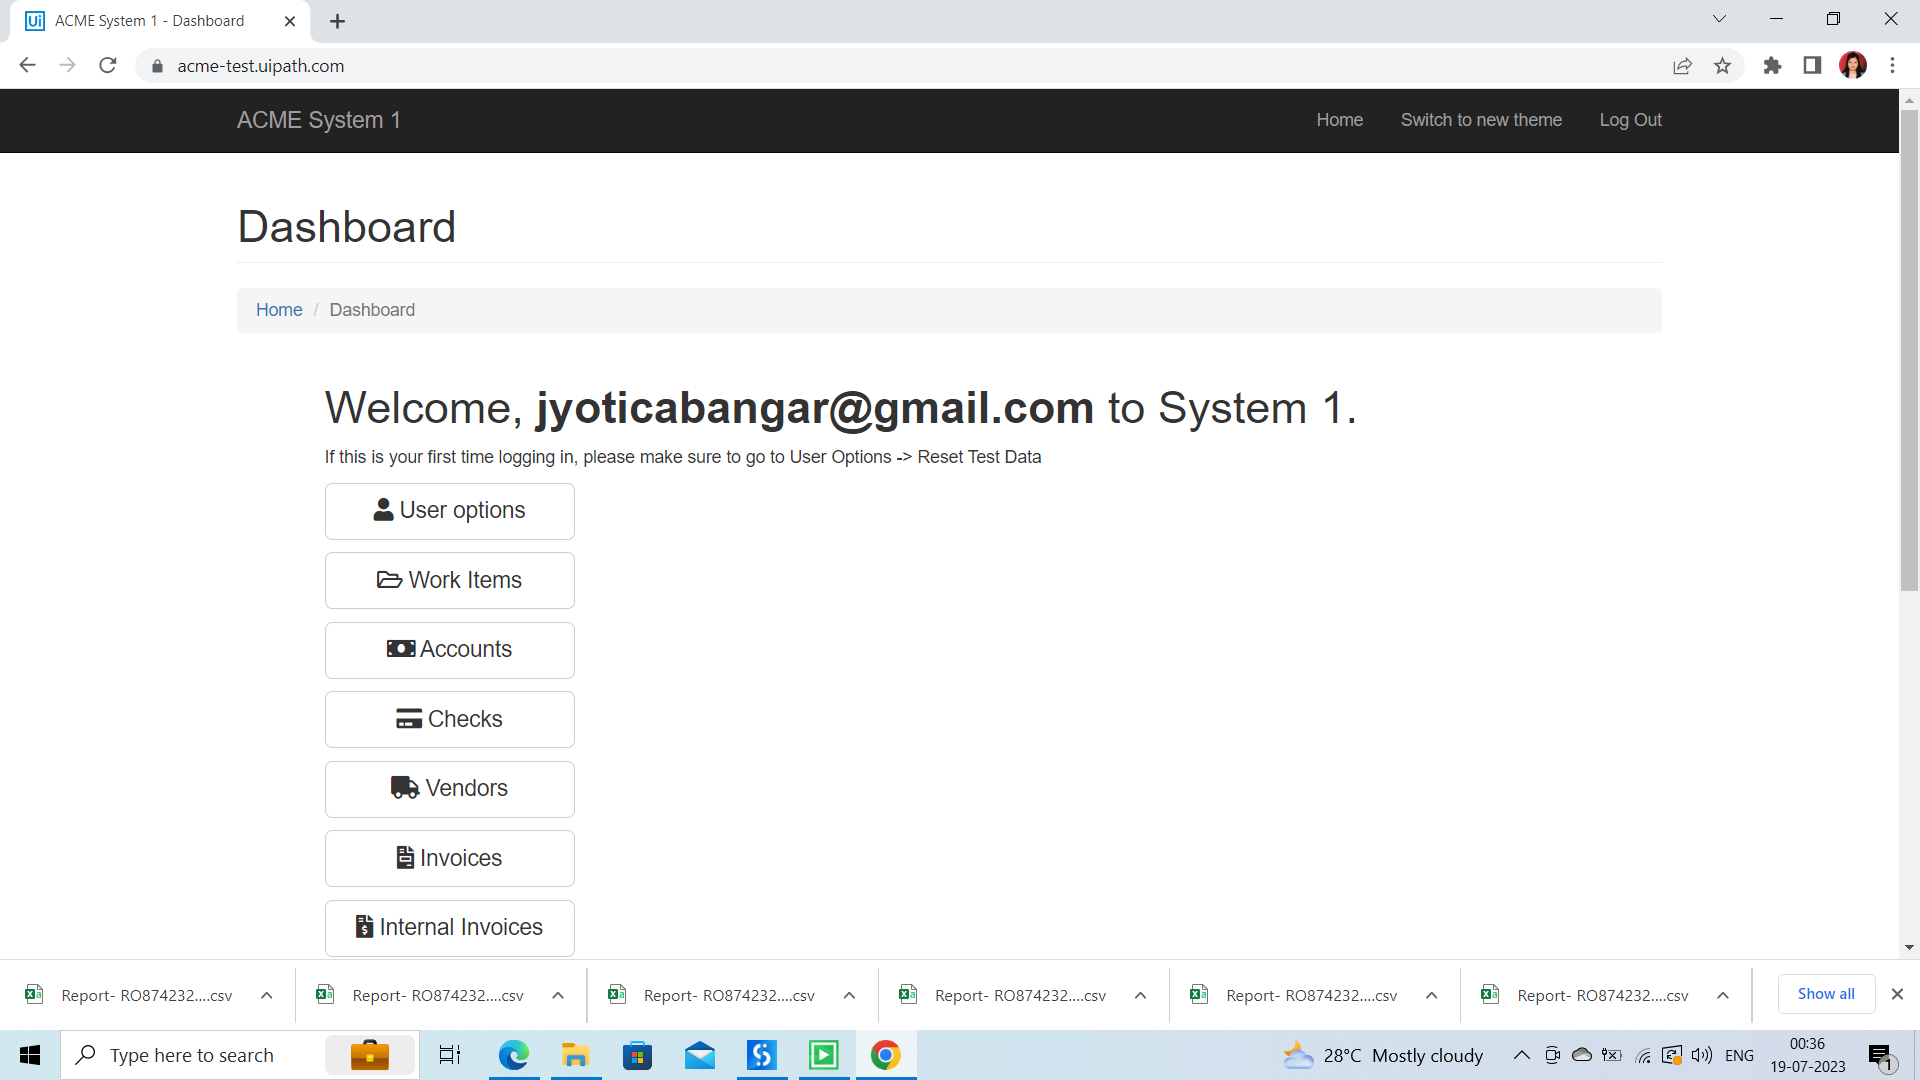 Ui ACME System 1 - Dashboard
acme-test.uipath.com
ACME System 1
Home Switch to new theme Log Out
Dashboard
Home / Dashboard
Welcome, jyoticabangar@gmail.com to System 1.
If this is your first time logging in, please make sure to go to User Options -> Reset Test Data
User options
Work Items
Accounts
Checks
Vendors
Invoices
Internal Invoices
Report- RO874232....csv Report- RO874232....csv Report- RO874232....csv Report- RO874232....csv Report- RO874232....csv Report- RO874232....csv Show all
Type here to search 28°C Mostly cloudy ENG 00:36
19-07-2023 1